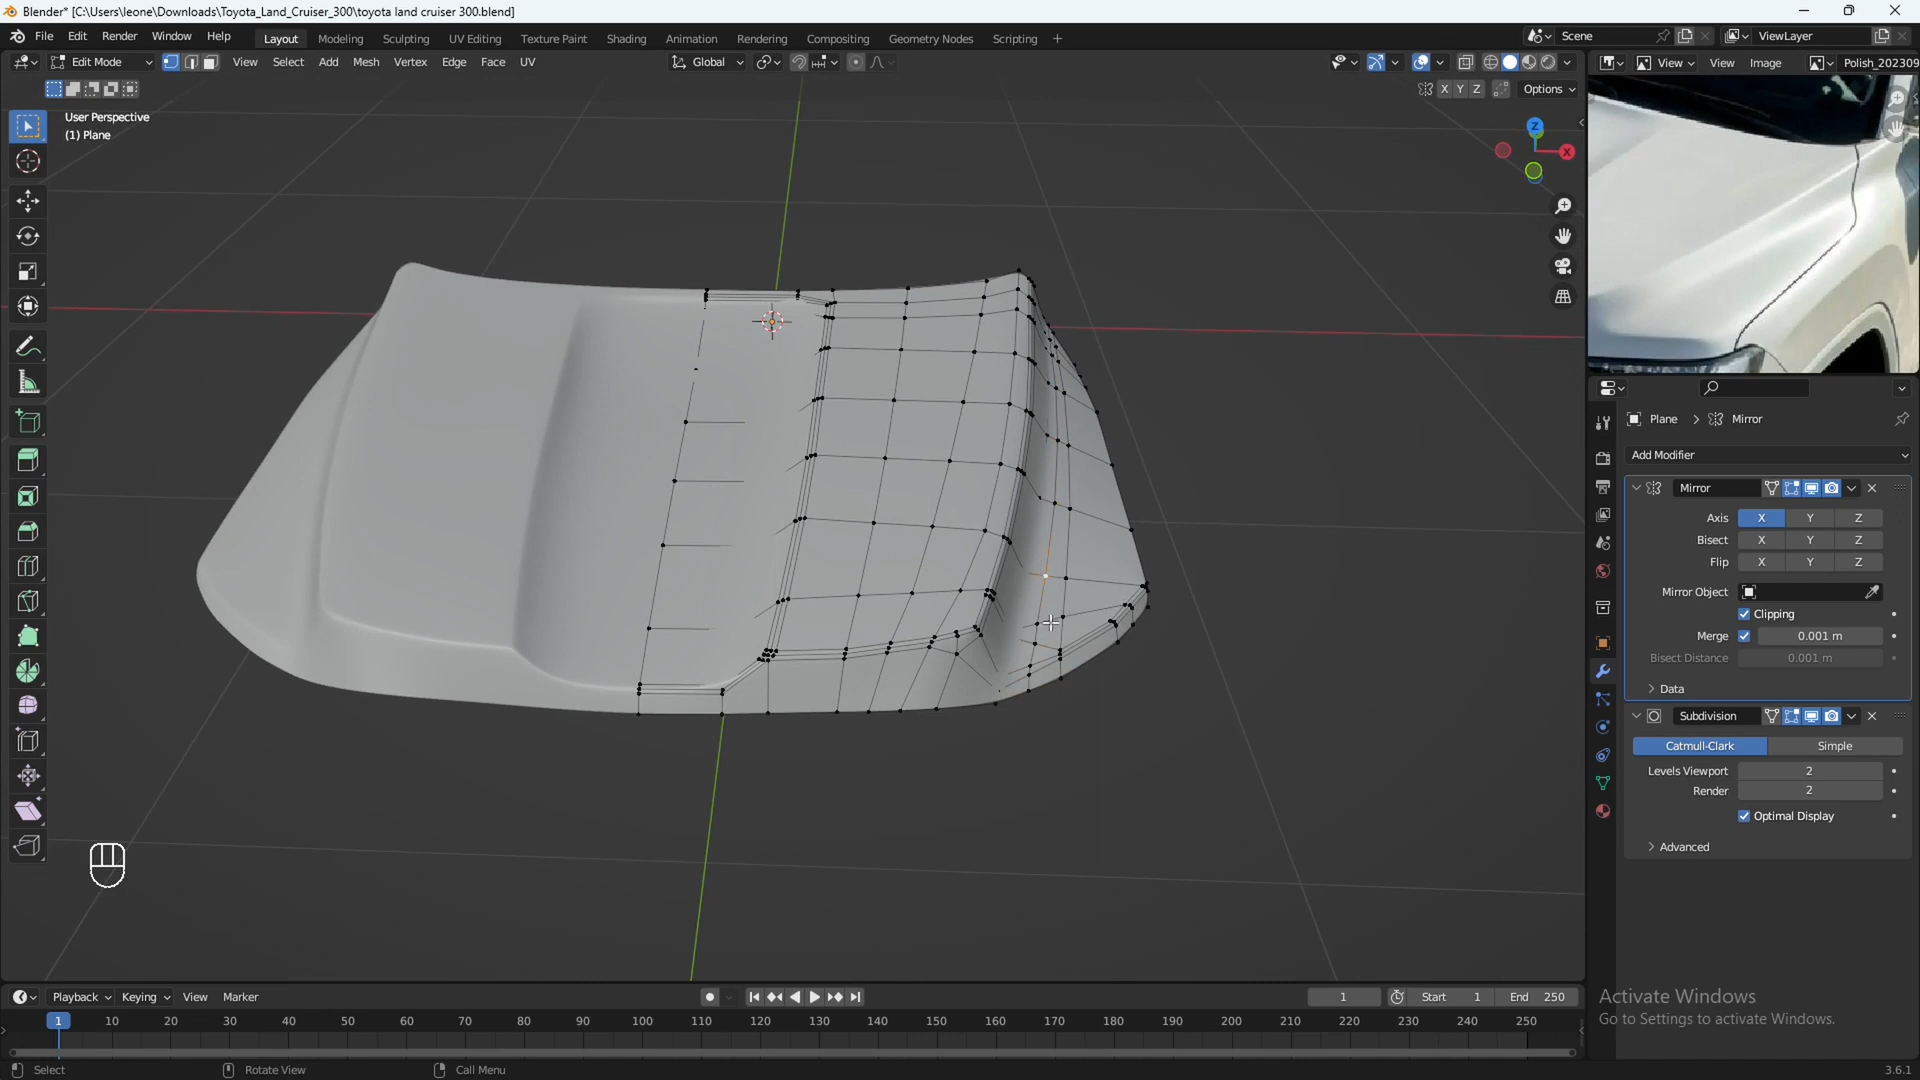 Blender* [C:\Users\leone\Downloads\Toyota_Land_Cruiser_300\toyota land cruiser 300.blend]
File Edit Render Window Help Layout Modeling Sculpting UV Editing Texture Paint Shading Animation Rendering Compositing Geometry Nodes Scripting + Scene ViewLayer
Edit Mode View Select Add Mesh Vertex Edge Face UV Global View View Image Polish_202309
X Y Z Options
User Perspective
(1) Plane
Z
X
Plane > Mirror
Add Modifier
Mirror
Axis X Y Z
Bisect X Y Z
Flip X Y Z
Mirror Object
Clipping
Merge 0.001 m
Bisect Distance 0.001 m
Data
Subdivision
Catmull-Clark Simple
Levels Viewport 2
Render 2
Optimal Display
Advanced
Activate Windows
Go to Settings to activate Windows.
Playback Keying View Marker 1 Start 1 End 250
1 10 20 30 40 50 60 70 80 90 100 110 120 130 140 150 160 170 180 190 200 210 220 230 240 250
Select Rotate View Call Menu 3.6.1